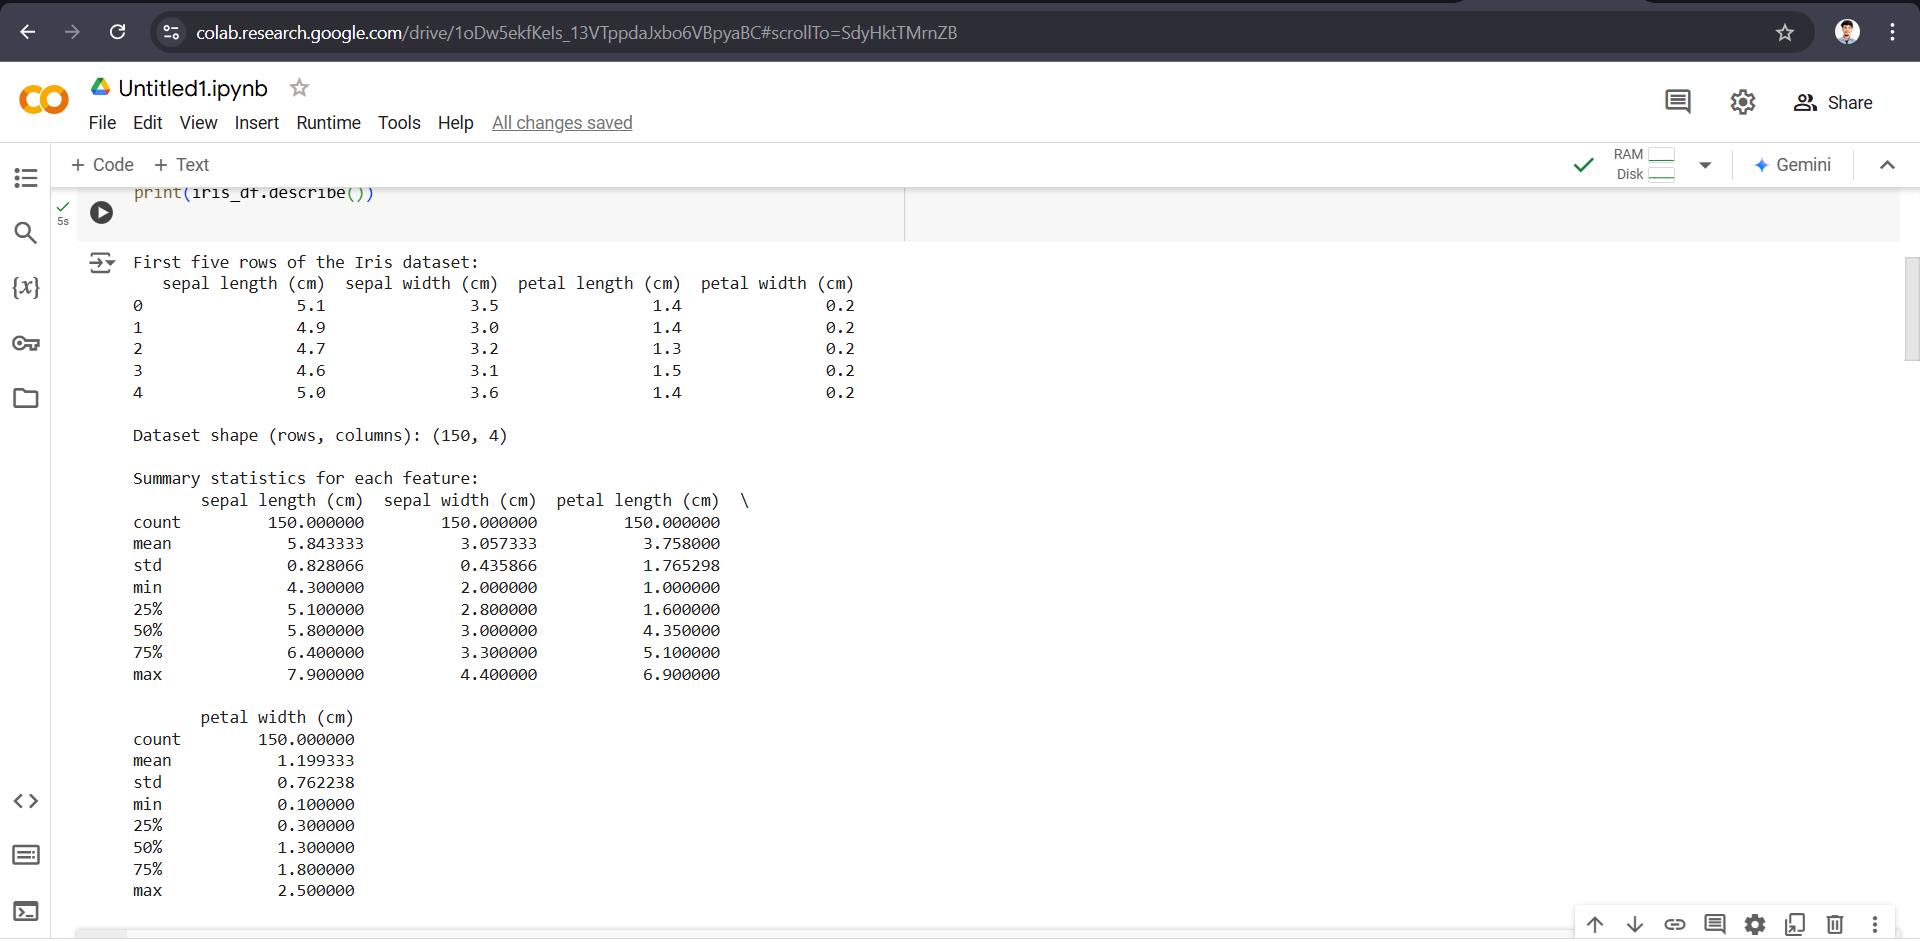 colab.research.google.com/drive/1oDw5ekfKeIs_13VTppdaJxbo6VBpyaBC#scrollTo=SdyHktTMrnZB
Untitled1.ipynb
File Edit View Insert Runtime Tools Help All changes saved
Share
+ Code + Text
RAM
Disk
Gemini
print(iris_df.describe())
5s
{x}
First five rows of the Iris dataset:
   sepal length (cm)  sepal width (cm)  petal length (cm)  petal width (cm)
0                5.1               3.5                1.4               0.2
1                4.9               3.0                1.4               0.2
2                4.7               3.2                1.3               0.2
3                4.6               3.1                1.5               0.2
4                5.0               3.6                1.4               0.2
Dataset shape (rows, columns): (150, 4)
Summary statistics for each feature:
       sepal length (cm)  sepal width (cm)  petal length (cm)  \
count         150.000000        150.000000         150.000000
mean            5.843333          3.057333           3.758000
std             0.828066          0.435866           1.765298
min             4.300000          2.000000           1.000000
25%             5.100000          2.800000           1.600000
50%             5.800000          3.000000           4.350000
75%             6.400000          3.300000           5.100000
max             7.900000          4.400000           6.900000
       petal width (cm)
count        150.000000
mean           1.199333
std            0.762238
min            0.100000
25%            0.300000
50%            1.300000
75%            1.800000
max            2.500000